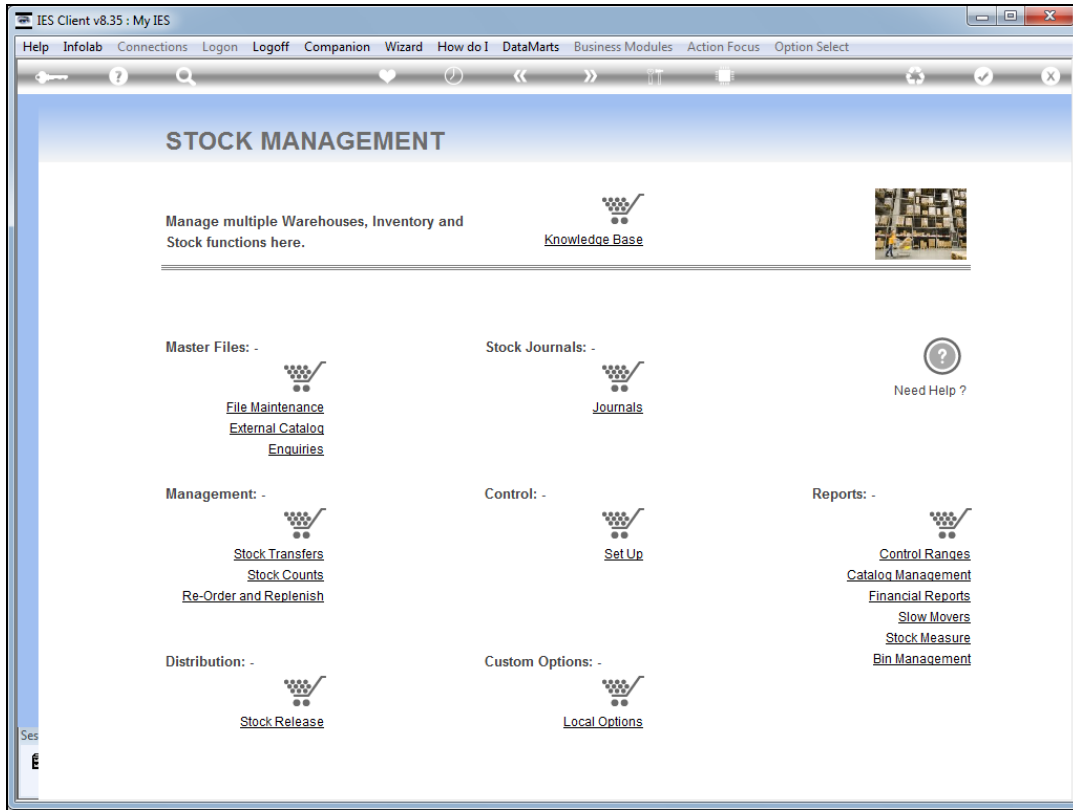 IES Client v8.35 : My IES
Help Infolab Connections Logon Logoff Companion Wizard How do I DataMarts Business Modules Action Focus Option Select
STOCK MANAGEMENT
Manage multiple Warehouses, Inventory and
Stock functions here.
Knowledge Base
Master Files: -
File Maintenance
External Catalog
Enquiries
Stock Journals: -
Journals
?
Need Help ?
Management: -
Stock Transfers
Stock Counts
Re-Order and Replenish
Control: -
Set Up
Reports: -
Control Ranges
Catalog Management
Financial Reports
Slow Movers
Stock Measure
Bin Management
Distribution: -
Stock Release
Custom Options: -
Local Options
Ses